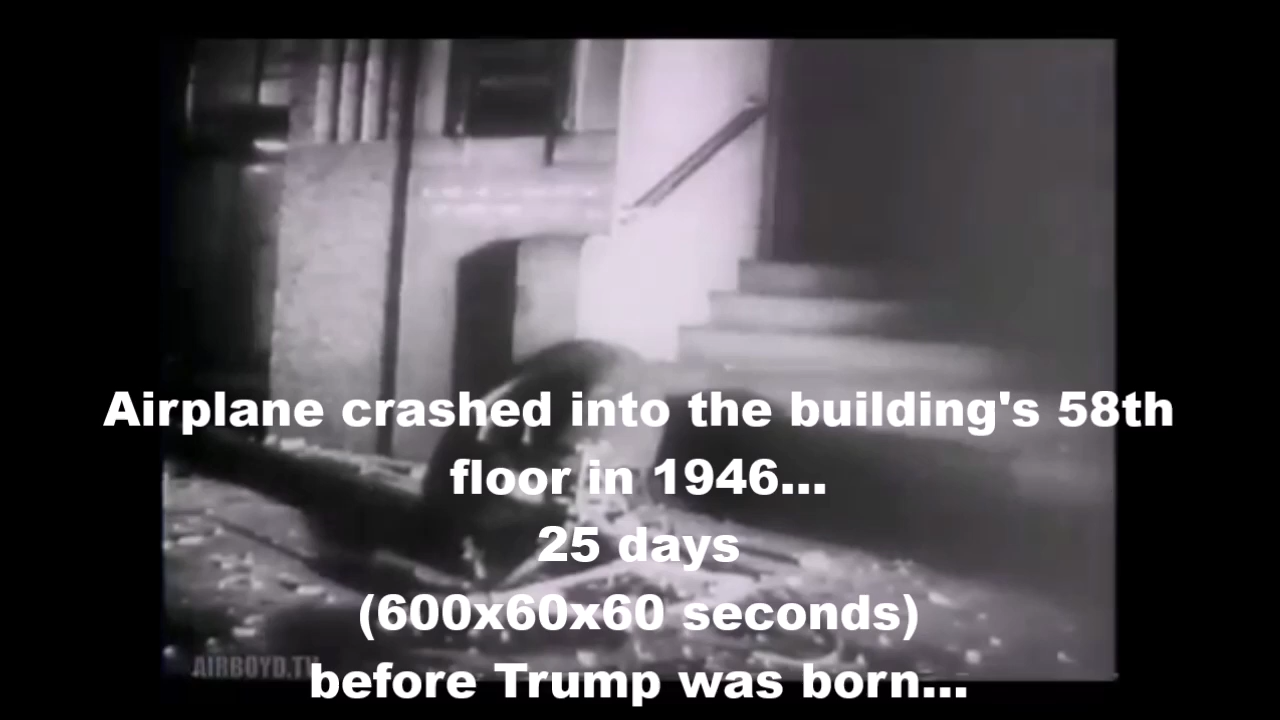 Airplane crashed into the building's 58th
floor in 1946...
25 days
(600x60x60 seconds)
before Trump was born...
AIRBOYD.TV